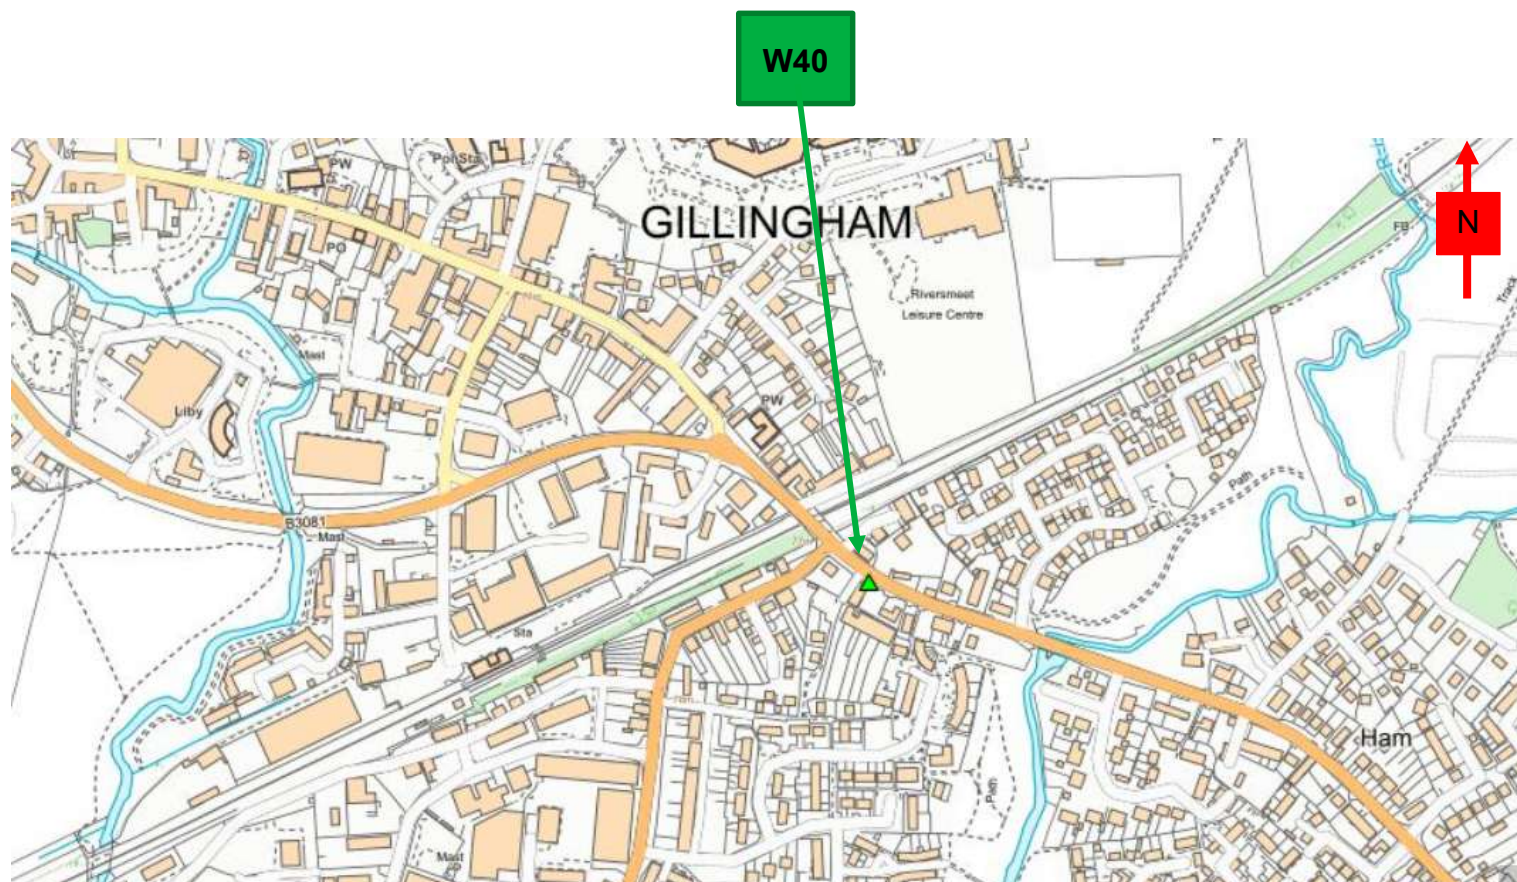 W40
PW
Pol Sta
GILLINGHAM
N
FB
PO
Riversmeet
Leisure Centre
Track
Mast
Liby
PW
Path
B3081
Mast
Sta
Ham
Path
Mast